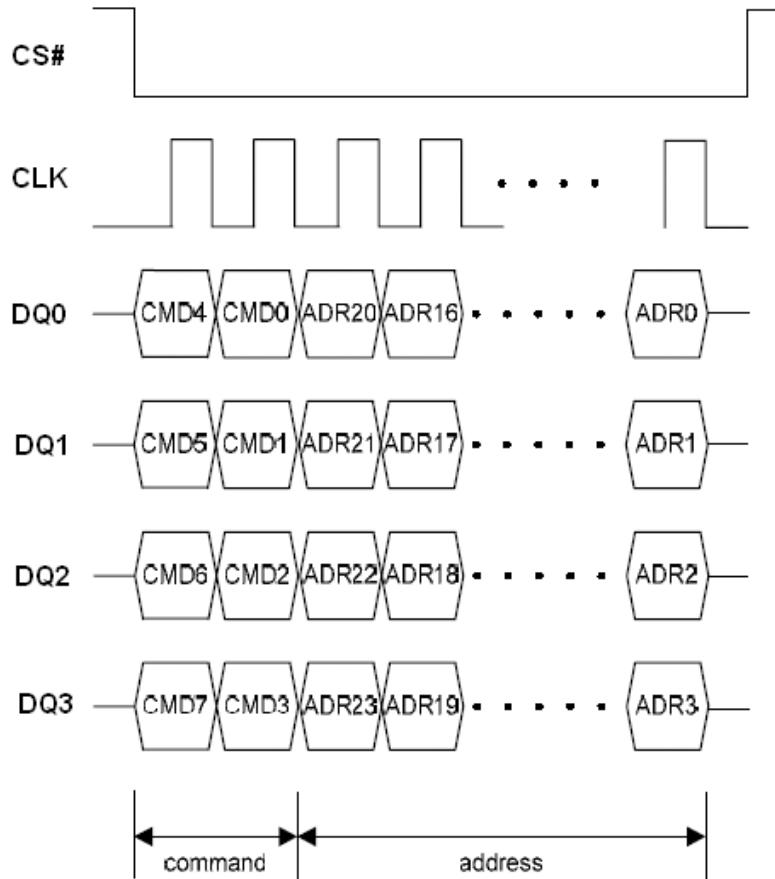 CS#
CLK
DQ0 CMD4 CMD0 ADR20 ADR16 ADR0
DQ1 CMD5 CMD1 ADR21 ADR17 ADR1
DQ2 CMD6 CMD2 ADR22 ADR18 ADR2
DQ3 CMD7 CMD3 ADR23 ADR19 ADR3
command address